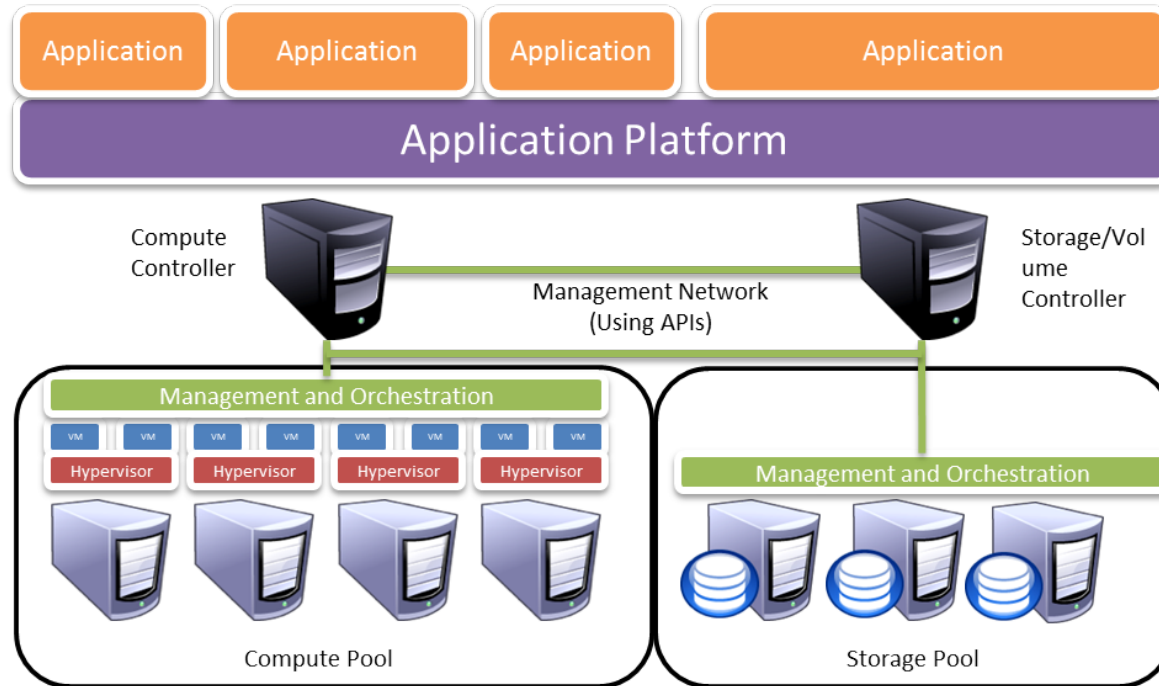 Application
Application
Application
Application
Application Platform
Compute
Controller
Storage/Vol
ume
Controller
Management Network
(Using APIs)
Management and Orchestration
VM
VM
VM
VM
VM
VM
VM
VM
Hypervisor
Hypervisor
Hypervisor
Hypervisor
Management and Orchestration
Compute Pool
Storage Pool